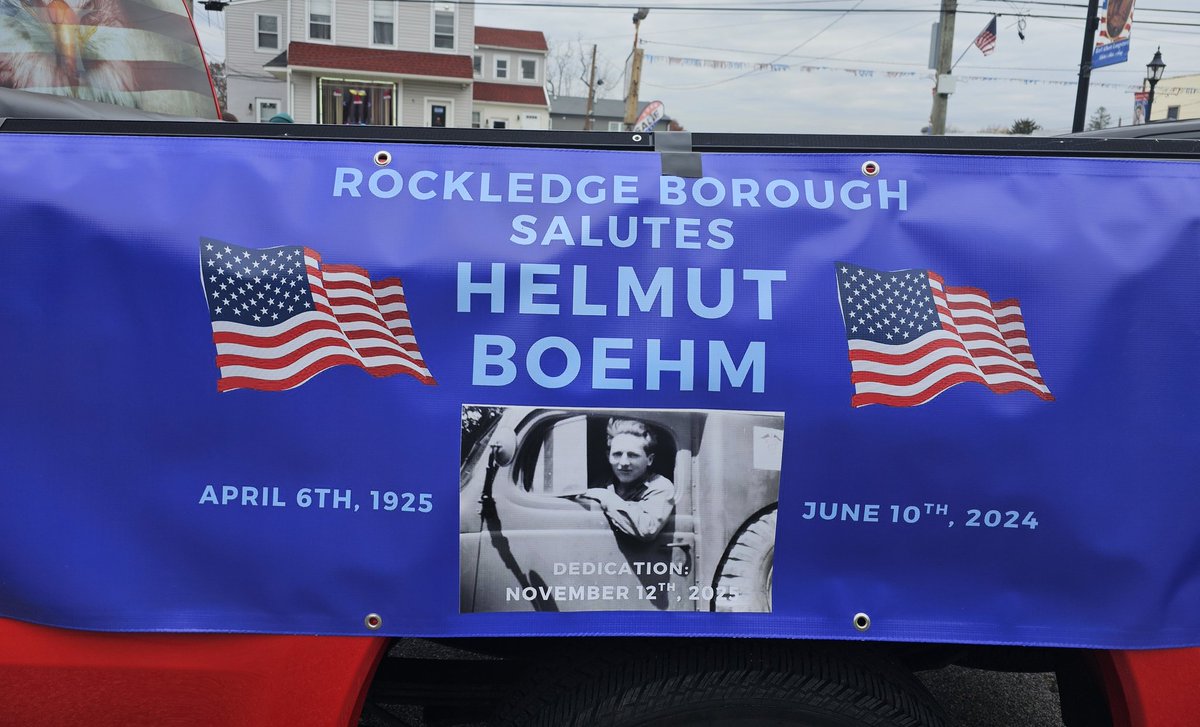 ROCKLEDGE BOROUGH
SALUTES
HELMUT
BOEHM
APRIL 6TH, 1925
JUNE 10TH, 2024
DEDICATION:
NOVEMBER 12TH, 2025